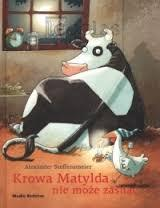 Alexander Steffensmeier
Krowa Matylda
nie może zasnąć
Media Rodzina